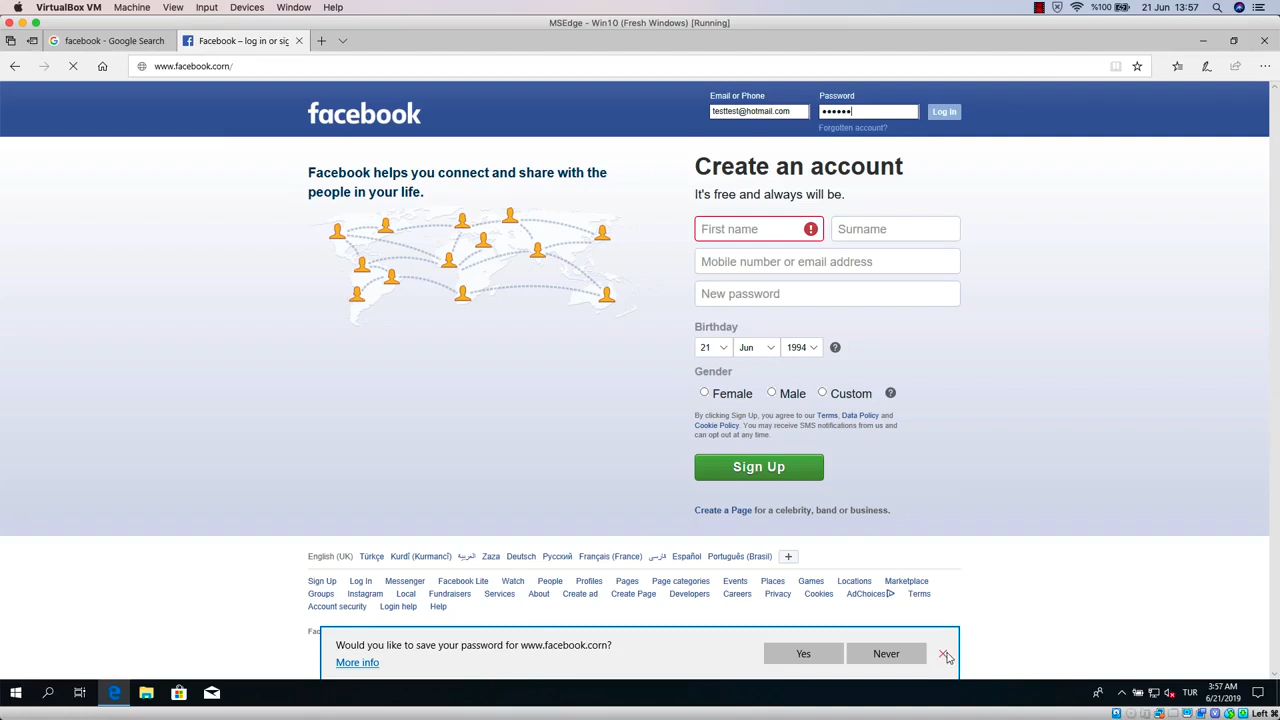 VirtualBox VM Machine View Input Devices Window Help %100 21 Jun 13:57
MSEdge - Win10 (Fresh Windows) [Running]
facebook - Google Search
Facebook – log in or sig
www.facebook.corn/
facebook
Email or Phone
Password
testtest@hotmail.com
••••••
Log In
Forgotten account?
Facebook helps you connect and share with the
people in your life.
Create an account
It's free and always will be.
First name
Surname
Mobile number or email address
New password
Birthday
21 Jun 1994 ?
Gender
Female Male Custom ?
By clicking Sign Up, you agree to our Terms, Data Policy and
Cookie Policy. You may receive SMS notifications from us and
can opt out at any time.
Sign Up
Create a Page for a celebrity, band or business.
English (UK) Türkçe Kurdî (Kurmancî) العربية Zaza Deutsch Русский Français (France) فارسی Español Português (Brasil) +
Sign Up Log In Messenger Facebook Lite Watch People Profiles Pages Page categories Events Places Games Locations Marketplace
Groups Instagram Local Fundraisers Services About Create ad Create Page Developers Careers Privacy Cookies AdChoices Terms
Account security Login help Help
Would you like to save your password for www.facebook.corn?
More info
Yes
Never
TUR
3:57 AM
6/21/2019
Left ⌘